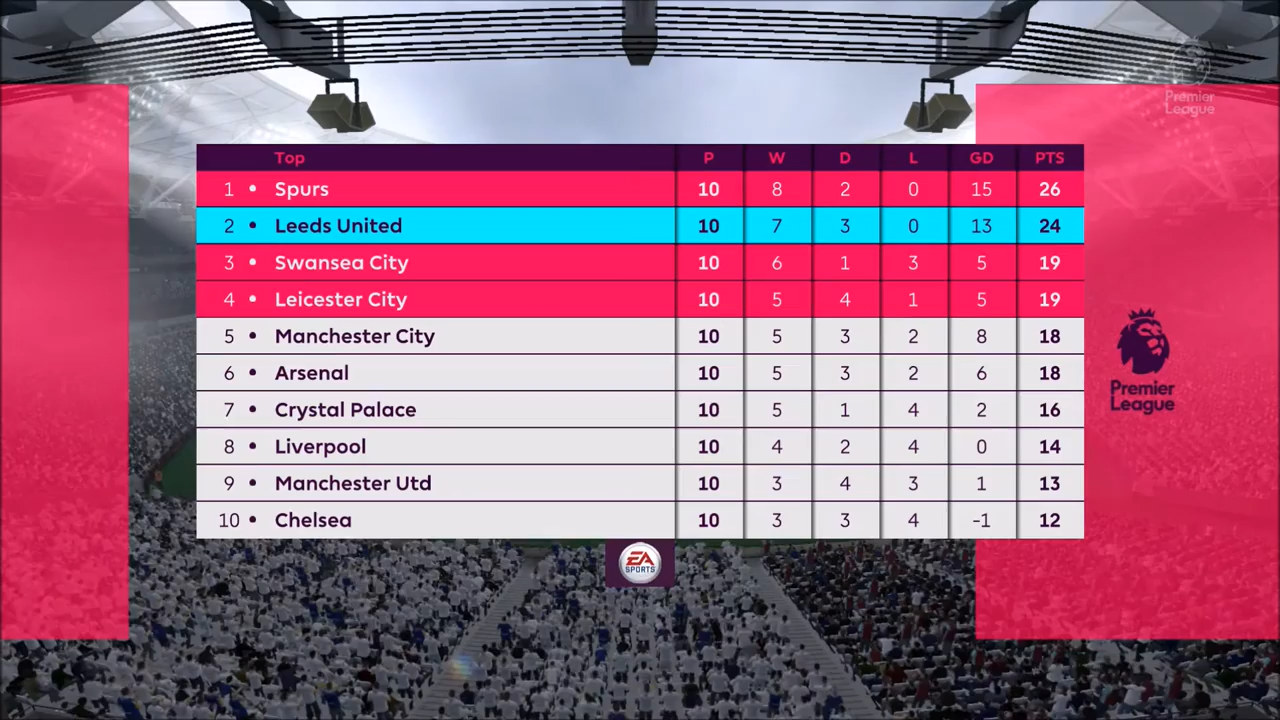 Premier
League
Top P W D L GD PTS
1 • Spurs 10 8 2 0 15 26
2 • Leeds United 10 7 3 0 13 24
3 • Swansea City 10 6 1 3 5 19
4 • Leicester City 10 5 4 1 5 19
5 • Manchester City 10 5 3 2 8 18
6 • Arsenal 10 5 3 2 6 18
7 • Crystal Palace 10 5 1 4 2 16
8 • Liverpool 10 4 2 4 0 14
9 • Manchester Utd 10 3 4 3 1 13
10 • Chelsea 10 3 3 4 -1 12
Premier
League
EA
SPORTS